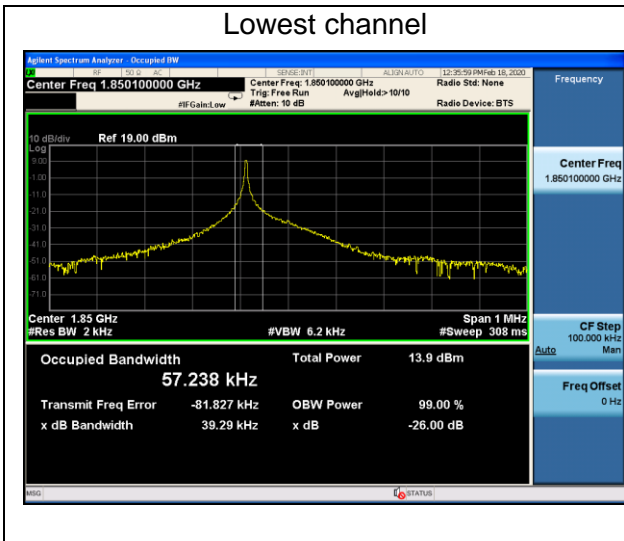 Lowest channel
Agilent Spectrum Analyzer - Occupied BW
RF 50 Ω AC SENSE:INT ALIGN AUTO 12:35:59 PM Feb 18, 2020
Center Freq 1.850100000 GHz
Center Freq: 1.850100000 GHz
Radio Std: None
Trig: Free Run Avg|Hold:> 10/10
#IFGain:Low #Atten: 10 dB Radio Device: BTS
10 dB/div Ref 19.00 dBm
Log
9.00
-1.00
-11.0
-21.0
-31.0
-41.0
-51.0
-61.0
-71.0
Center 1.85 GHz Span 1 MHz
#Res BW 2 kHz #VBW 6.2 kHz #Sweep 308 ms
Occupied Bandwidth Total Power 13.9 dBm
57.238 kHz
Transmit Freq Error -81.827 kHz OBW Power 99.00 %
x dB Bandwidth 39.29 kHz x dB -26.00 dB
MSG STATUS
Frequency
Center Freq
1.850100000 GHz
CF Step
100.000 kHz
Auto Man
Freq Offset
0 Hz